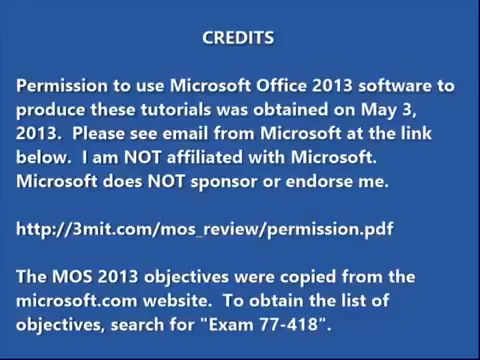 CREDITS
Permission to use Microsoft Office 2013 software to
produce these tutorials was obtained on May 3,
2013.  Please see email from Microsoft at the link
below.  I am NOT affiliated with Microsoft.
Microsoft does NOT sponsor or endorse me.
http://3mit.com/mos_review/permission.pdf
The MOS 2013 objectives were copied from the
microsoft.com website.  To obtain the list of
objectives, search for "Exam 77-418".